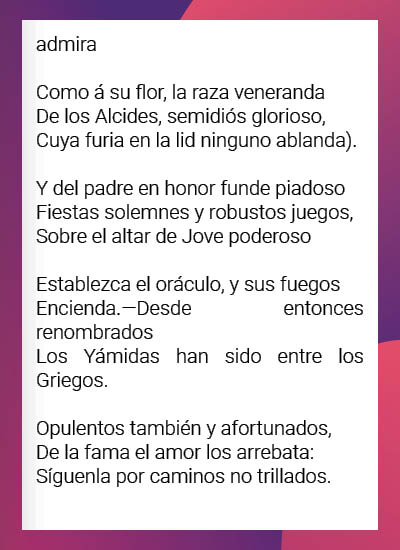 admira
Como á su flor, la raza veneranda
De los Alcides, semidiós glorioso,
Cuya furia en la lid ninguno ablanda).
Y del padre en honor funde piadoso
Fiestas solemnes y robustos juegos,
Sobre el altar de Jove poderoso
Establezca el oráculo, y sus fuegos
Encienda.—Desde entonces
renombrados
Los Yámidas han sido entre los
Griegos.
Opulentos también y afortunados,
De la fama el amor los arrebata:
Síguenla por caminos no trillados.